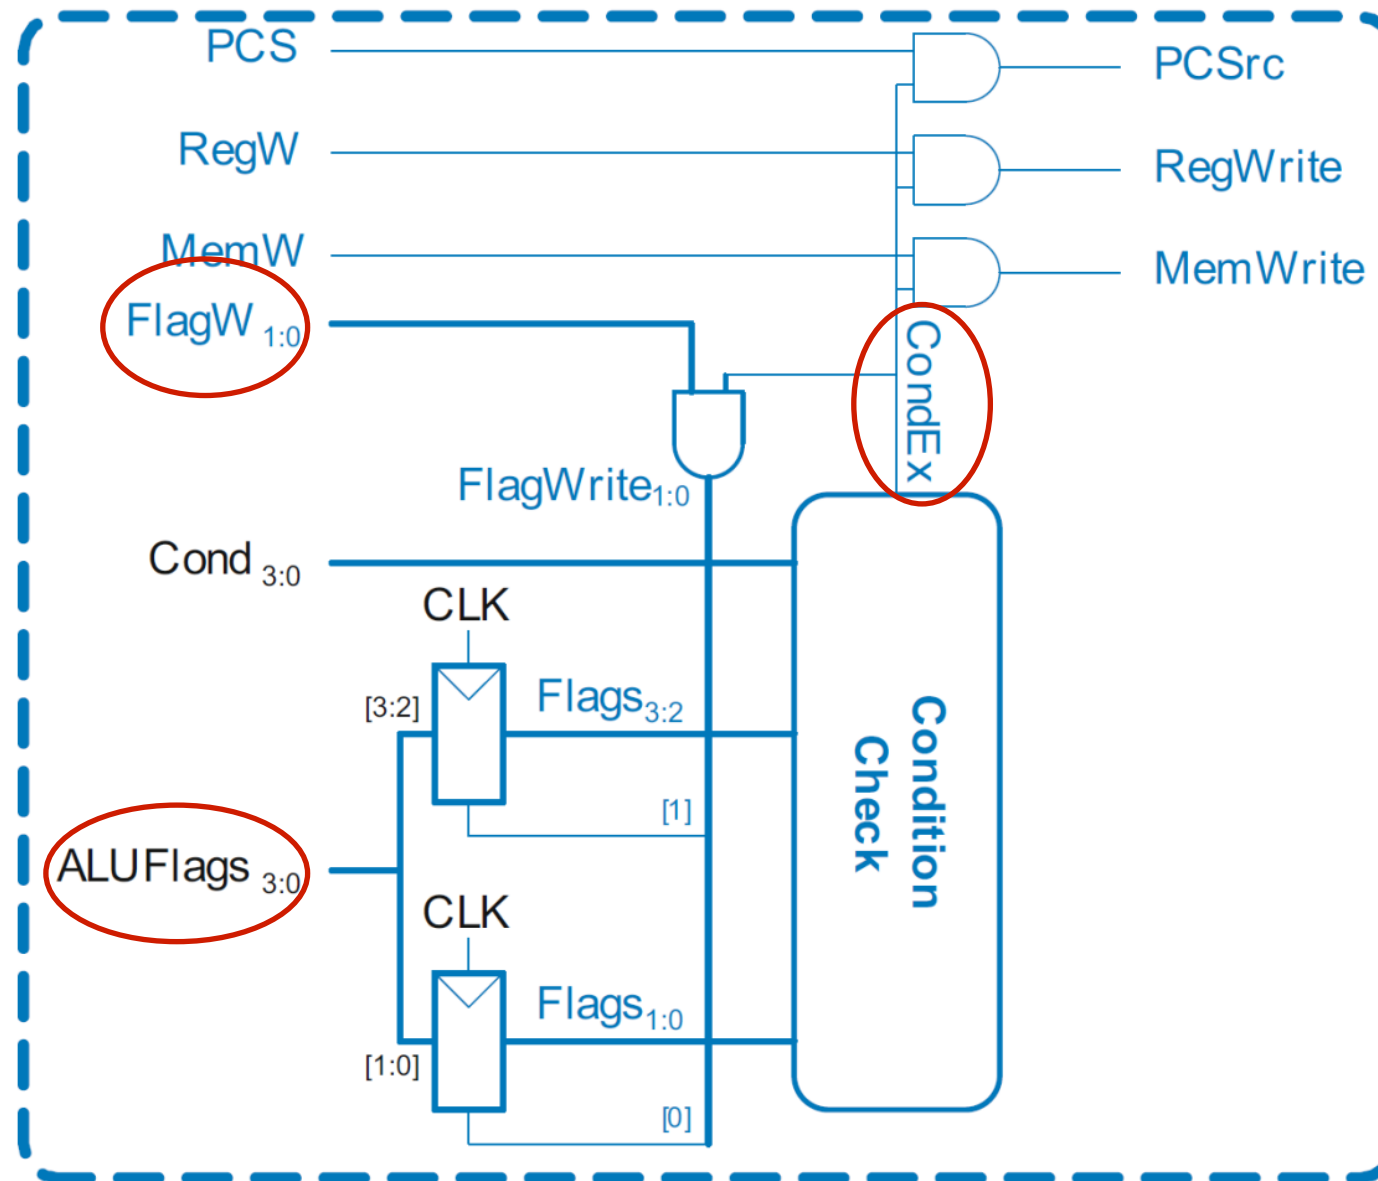 PCS
PCSrc
RegW
RegWrite
MemW
MemWrite
FlagW 1:0
CondEx
FlagWrite1:0
Cond 3:0
CLK
[3:2]
Flags3:2
[1]
ALUFlags 3:0
CLK
Flags1:0
[1:0]
[0]
Condition
Check